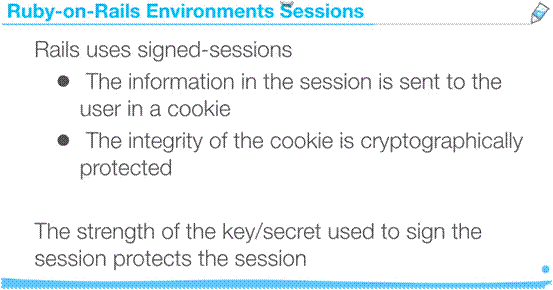 Ruby-on-Rails Environments Sessions
Rails uses signed-sessions
● The information in the session is sent to the
user in a cookie
● The integrity of the cookie is cryptographically
protected
The strength of the key/secret used to sign the
session protects the session